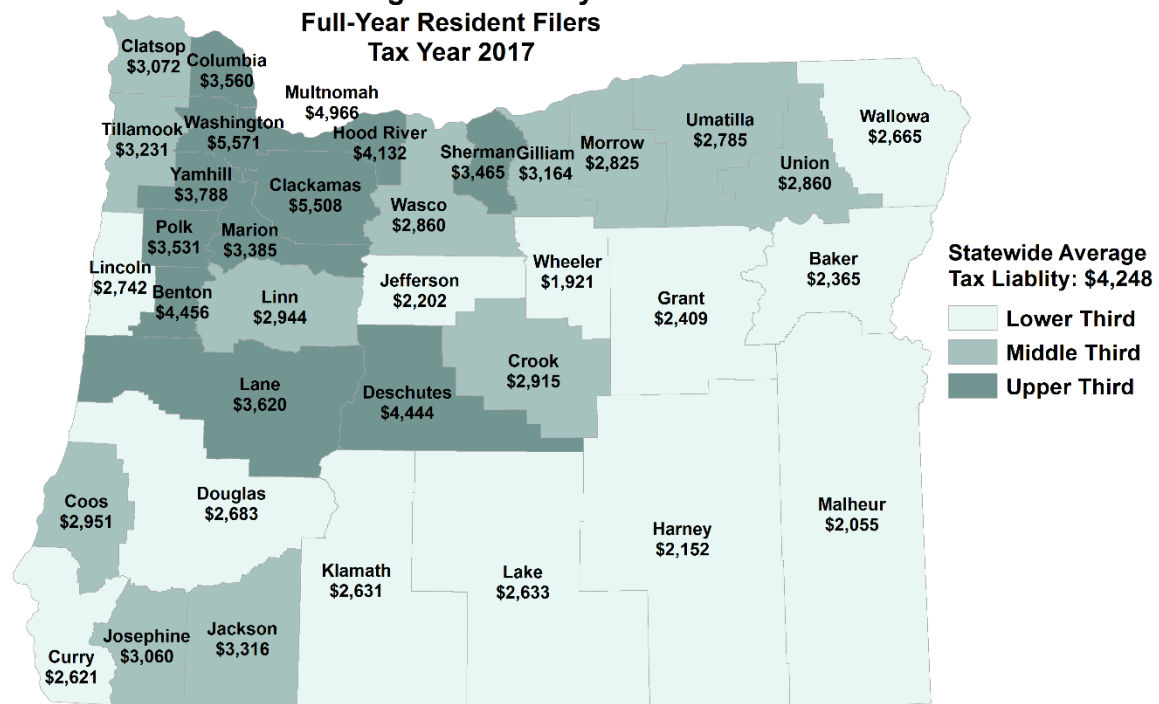 Full-Year Resident Filers
Tax Year 2017
Clatsop
$3,072
Columbia
$3,560
Multnomah
$4,966
Tillamook
$3,231
Washington
$5,571
Hood River
$4,132
Sherman
$3,465
Gilliam
$3,164
Morrow
$2,825
Umatilla
$2,785
Union
$2,860
Wallowa
$2,665
Yamhill
$3,788
Clackamas
$5,508
Wasco
$2,860
Polk
$3,531
Marion
$3,385
Lincoln
$2,742
Benton
$4,456
Linn
$2,944
Jefferson
$2,202
Wheeler
$1,921
Grant
$2,409
Baker
$2,365
Statewide Average
Tax Liablity: $4,248
Lower Third
Middle Third
Upper Third
Lane
$3,620
Deschutes
$4,444
Crook
$2,915
Coos
$2,951
Douglas
$2,683
Klamath
$2,631
Lake
$2,633
Harney
$2,152
Malheur
$2,055
Curry
$2,621
Josephine
$3,060
Jackson
$3,316